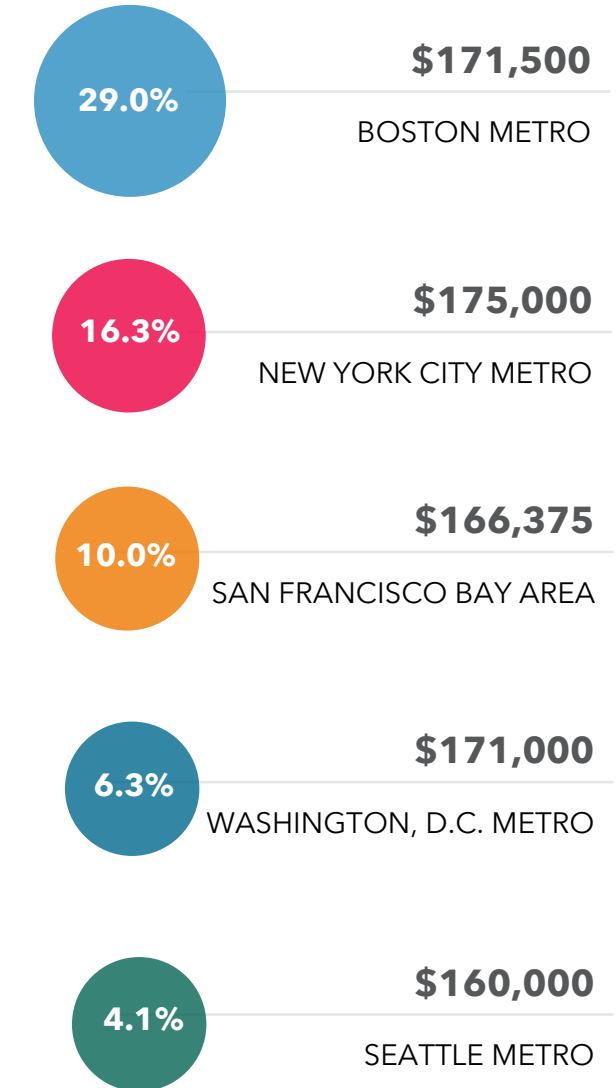 $171,500
29.0%
BOSTON METRO
$175,000
16.3%
NEW YORK CITY METRO
$166,375
10.0%
SAN FRANCISCO BAY AREA
$171,000
6.3%
WASHINGTON, D.C. METRO
$160,000
4.1%
SEATTLE METRO